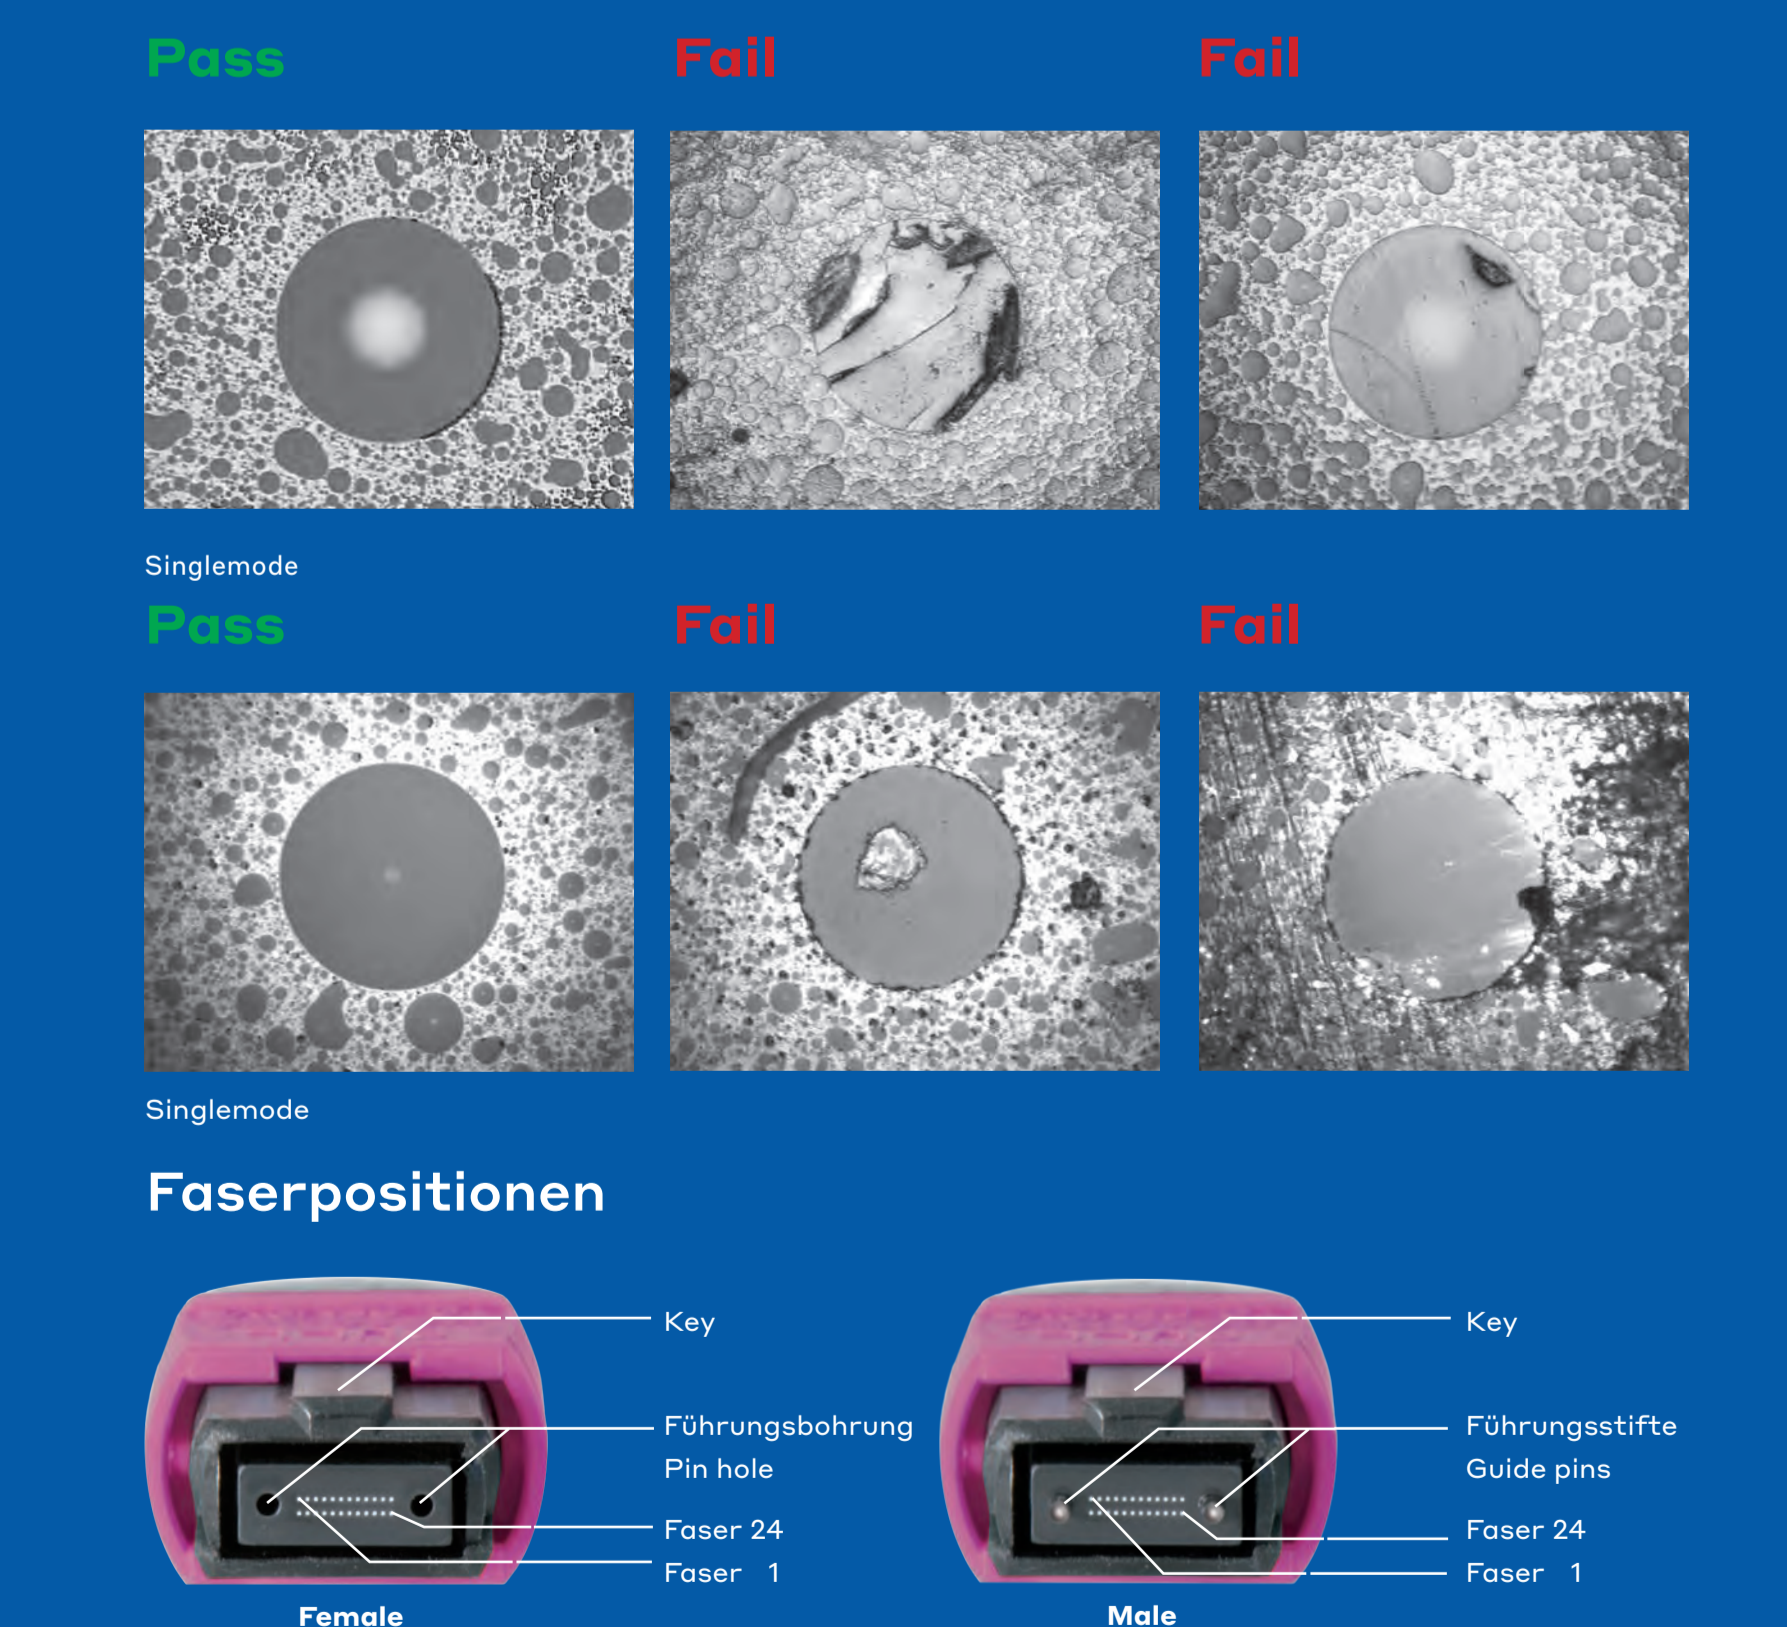 Pass
Fail
Fail
Singlemode
Pass
Fail
Fail
Singlemode
Faserpositionen
Key
Führungsbohrung
Pin hole
Faser 24
Faser 1
Female
Key
Führungsstifte
Guide pins
Faser 24
Faser 1
Male